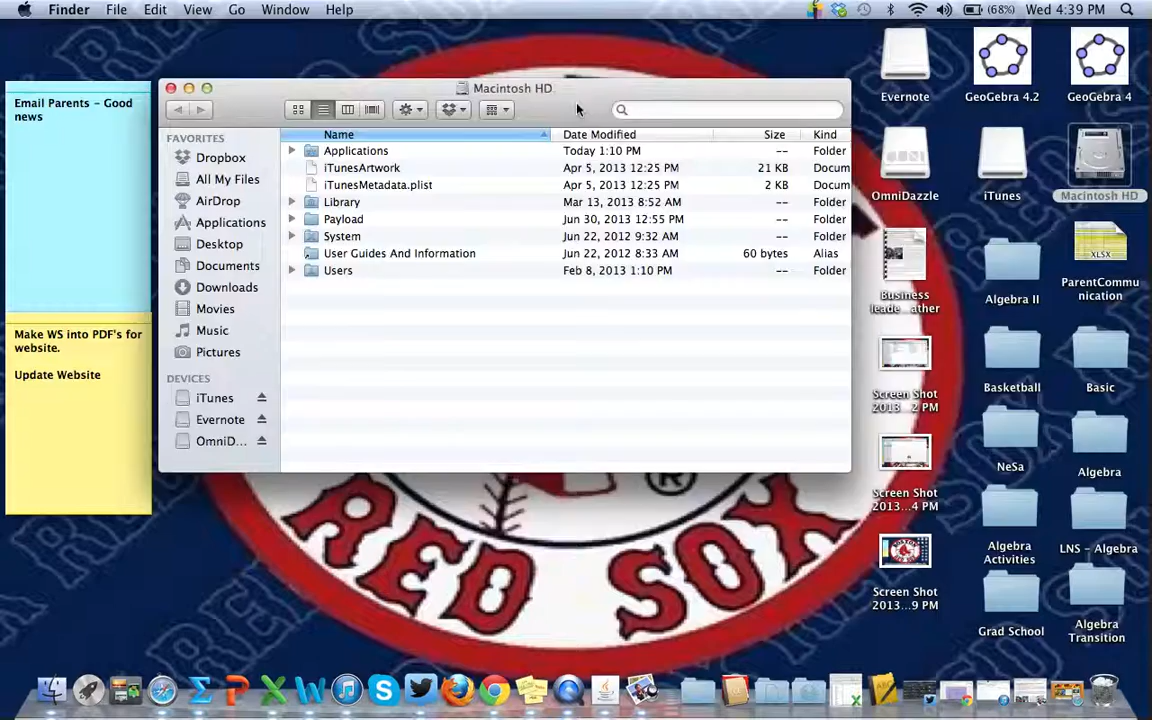 Finder File Edit View Go Window Help (68%) Wed 4:39 PM
Email Parents - Good
news
Make WS into PDF's for
website.
Update Website
Macintosh HD
FAVORITES
Dropbox
All My Files
AirDrop
Applications
Desktop
Documents
Downloads
Movies
Music
Pictures
DEVICES
iTunes
Evernote
OmniD...
Name Date Modified Size Kind
Applications Today 1:10 PM -- Folder
iTunesArtwork Apr 5, 2013 12:25 PM 21 KB Docum
iTunesMetadata.plist Apr 5, 2013 12:25 PM 2 KB Docum
Library Mar 13, 2013 8:52 AM -- Folder
Payload Jun 30, 2013 12:55 PM -- Folder
System Jun 22, 2012 9:32 AM -- Folder
User Guides And Information Jun 22, 2012 8:33 AM 60 bytes Alias
Users Feb 8, 2013 1:10 PM -- Folder
Evernote GeoGebra 4.2 GeoGebra 4
OmniDazzle iTunes Macintosh HD
XLSX
Business
leade...ather
Algebra II
ParentCommu
nication
Screen Shot
2013...2 PM
Basketball
Basic
Screen Shot
2013...4 PM
NeSa
Algebra
Screen Shot
2013...9 PM
Algebra
Activities
LNS - Algebra
Grad School
Algebra
Transition
RED SOX
®